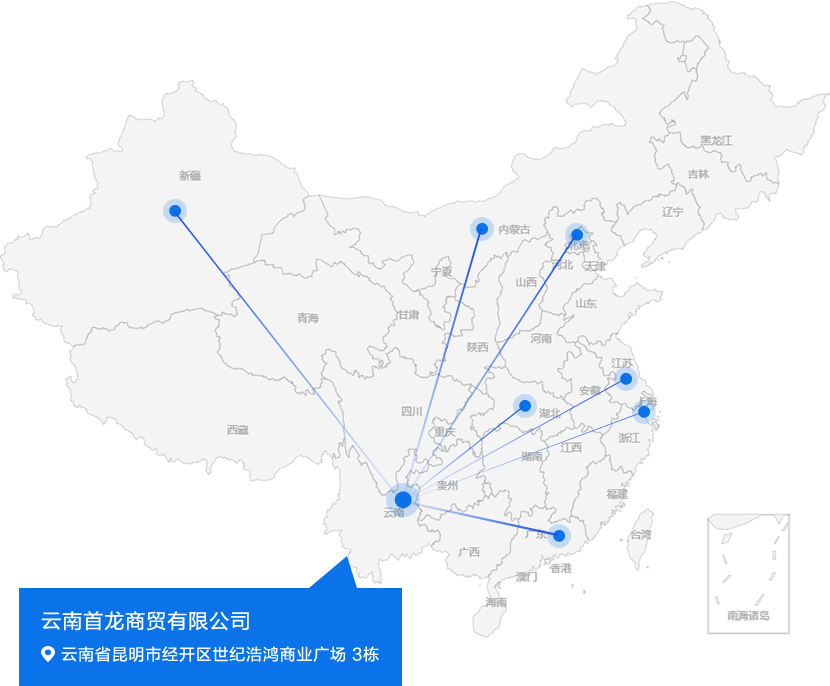 黑龙江
吉林
新疆
辽宁
内蒙古
北京
河北
天津
宁夏
山西
山东
青海
甘肃
河南
陕西
江苏
安徽
上海
四川
湖北
西藏
重庆
浙江
江西
湖南
贵州
福建
云南
广东
台湾
广西
香港
澳门
海南
南海诸岛
云南首龙商贸有限公司
云南省昆明市经开区世纪浩鸿商业广场 3栋